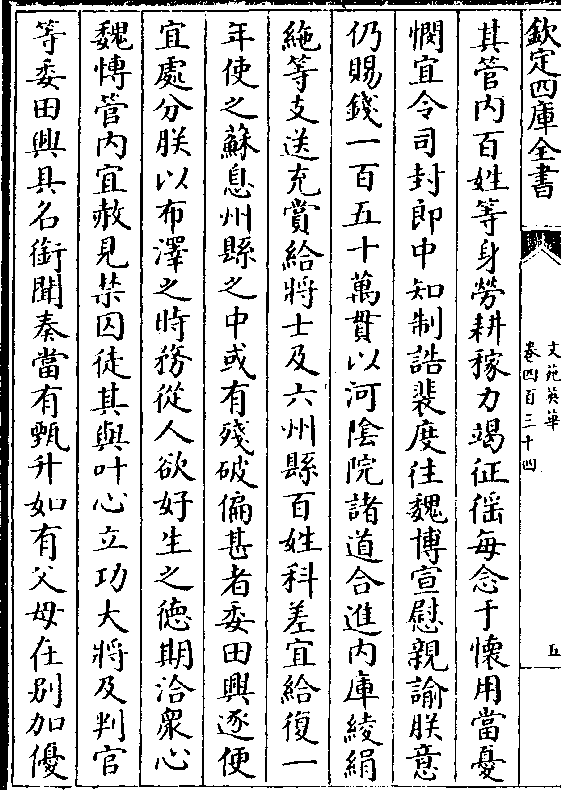 欽定四庫全書
文苑英華
卷四百三十四
五
其管内百姓等身勞耕稼力竭征徭每念于懷用當憂
憫宜令司封郎中知制誥裴度往魏博宣慰親諭朕意
仍賜錢一百五十萬貫以河陰院諸道合進内庫綾絹
絁等支送充賞給將士及六州縣百姓科差宜給復一
年使之蘇息州縣之中或有殘破偏甚者委田興逐便
宜處分朕以布澤之時務從人欲好生之徳期洽衆心
魏博管内宜赦見禁囚徒其與叶心立功大將及判官
等委田興具名銜聞奏當有甄升如有父母在别加優